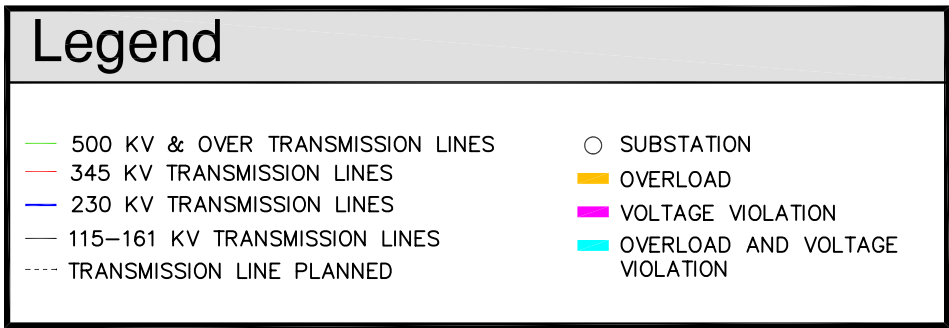 Legend
500 KV & OVER TRANSMISSION LINES
345 KV TRANSMISSION LINES
230 KV TRANSMISSION LINES
115-161 KV TRANSMISSION LINES
TRANSMISSION LINE PLANNED
SUBSTATION
OVERLOAD
VOLTAGE VIOLATION
OVERLOAD AND VOLTAGE
VIOLATION